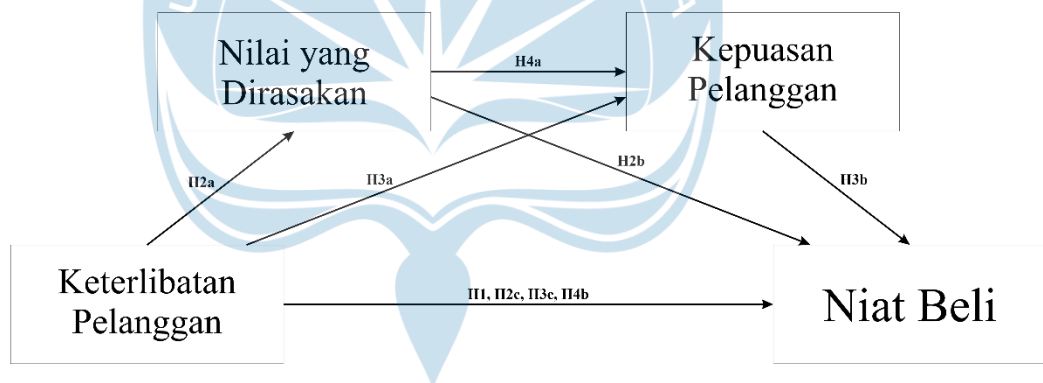 Nilai yang
Dirasakan
Kepuasan
Pelanggan
H4a
H2b
H2a
H3a
H3b
Keterlibatan
Pelanggan
H1, H2c, H3c, H4b
Niat Beli